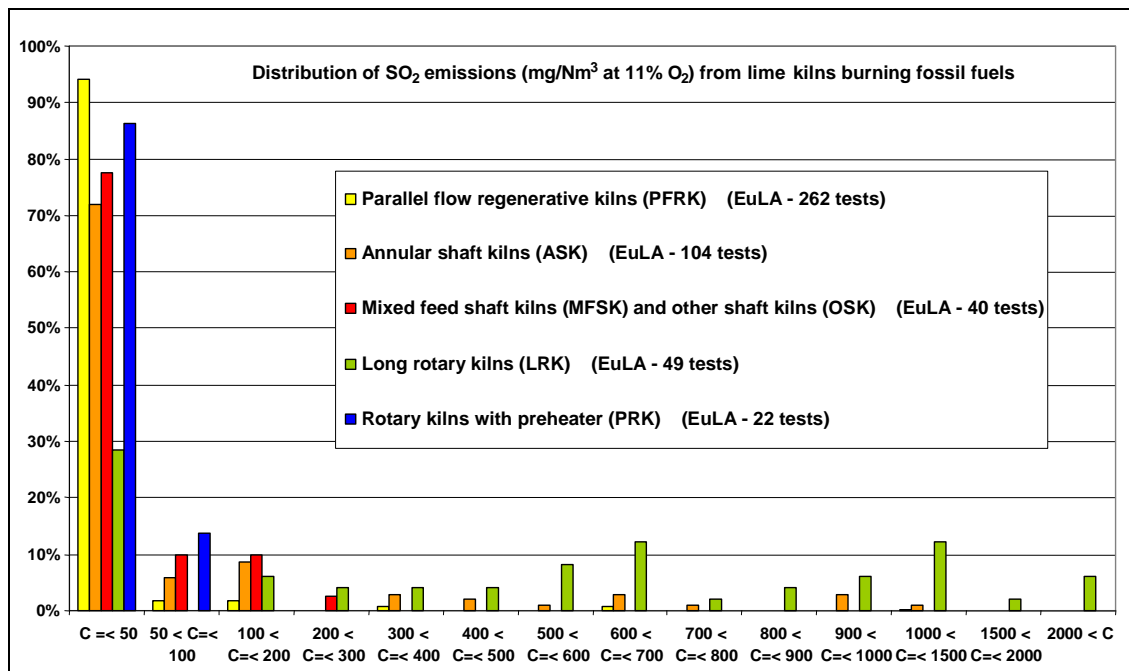 Distribution of SO2 emissions (mg/Nm3 at 11% O2) from lime kilns burning fossil fuels
100%
90%
80%
70%
60%
50%
40%
30%
20%
10%
0%
Parallel flow regenerative kilns (PFRK) (EuLA - 262 tests)
Annular shaft kilns (ASK) (EuLA - 104 tests)
Mixed feed shaft kilns (MFSK) and other shaft kilns (OSK) (EuLA - 40 tests)
Long rotary kilns (LRK) (EuLA - 49 tests)
Rotary kilns with preheater (PRK) (EuLA - 22 tests)
C =< 50
50 < C=<
100
100 <
C=< 200
200 <
C=< 300
300 <
C=< 400
400 <
C=< 500
500 <
C=< 600
600 <
C=< 700
700 <
C=< 800
800 <
C=< 900
900 <
C=< 1000
1000 <
C=< 1500
1500 <
C=< 2000
2000 < C